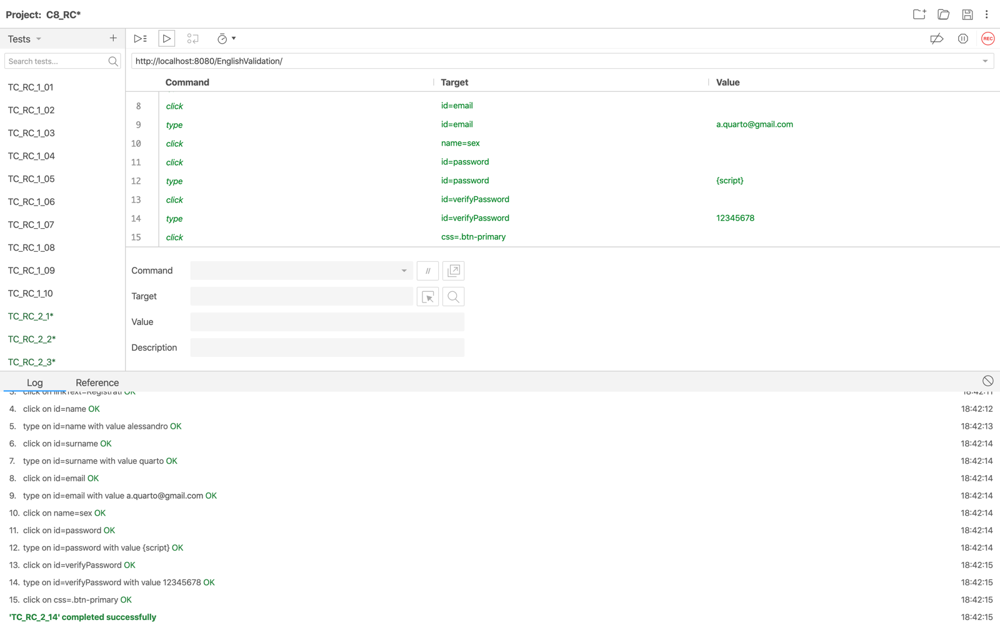 Project: C8_RC*
Tests
Search tests...
http://localhost:8080/EnglishValidation/
Command Target Value
TC_RC_1_01
TC_RC_1_02
TC_RC_1_03
TC_RC_1_04
TC_RC_1_05
TC_RC_1_06
TC_RC_1_07
TC_RC_1_08
TC_RC_1_09
TC_RC_1_10
TC_RC_2_1*
TC_RC_2_2*
TC_RC_2_3*
8 click id=email
9 type id=email a.quarto@gmail.com
10 click name=sex
11 click id=password
12 type id=password {script}
13 click id=verifyPassword
14 type id=verifyPassword 12345678
15 click css=.btn-primary
REC
Command //
Target
Value
Description
Log Reference
3. click on linkText=Registrati OK 18:42:11
4. click on id=name OK 18:42:12
5. type on id=name with value alessandro OK 18:42:13
6. click on id=surname OK 18:42:14
7. type on id=surname with value quarto OK 18:42:14
8. click on id=email OK 18:42:14
9. type on id=email with value a.quarto@gmail.com OK 18:42:14
10. click on name=sex OK 18:42:14
11. click on id=password OK 18:42:14
12. type on id=password with value {script} OK 18:42:14
13. click on id=verifyPassword OK 18:42:15
14. type on id=verifyPassword with value 12345678 OK 18:42:15
15. click on css=.btn-primary OK 18:42:15
'TC_RC_2_14' completed successfully 18:42:15